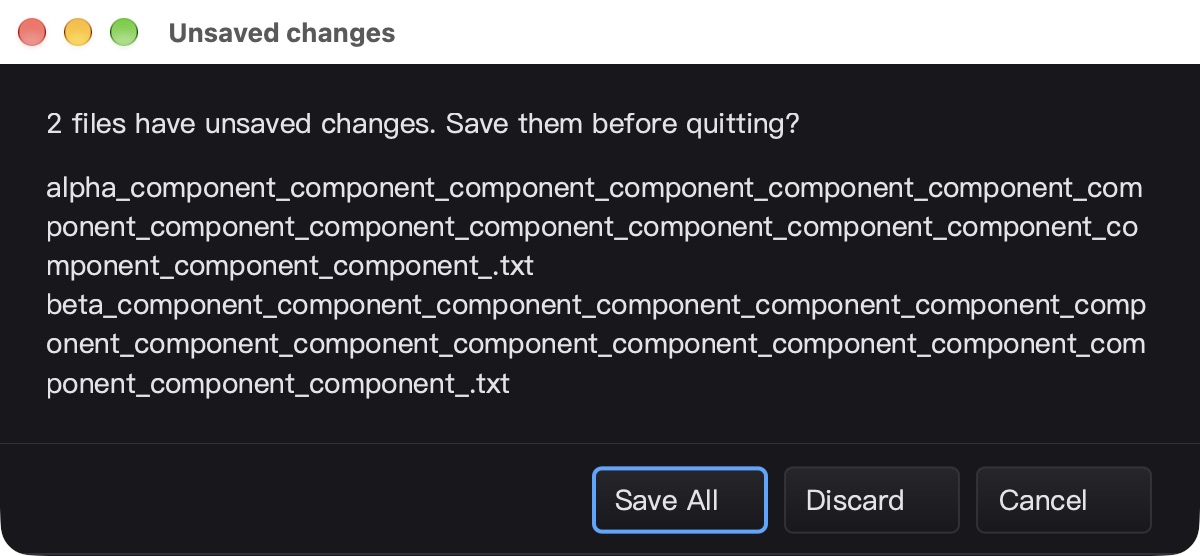 Unsaved changes
2 files have unsaved changes. Save them before quitting?
alpha_component_component_component_component_component_component_com
ponent_component_component_component_component_component_component_co
mponent_component_component_.txt
beta_component_component_component_component_component_component_comp
onent_component_component_component_component_component_component_com
ponent_component_component_.txt
Save All
Discard
Cancel